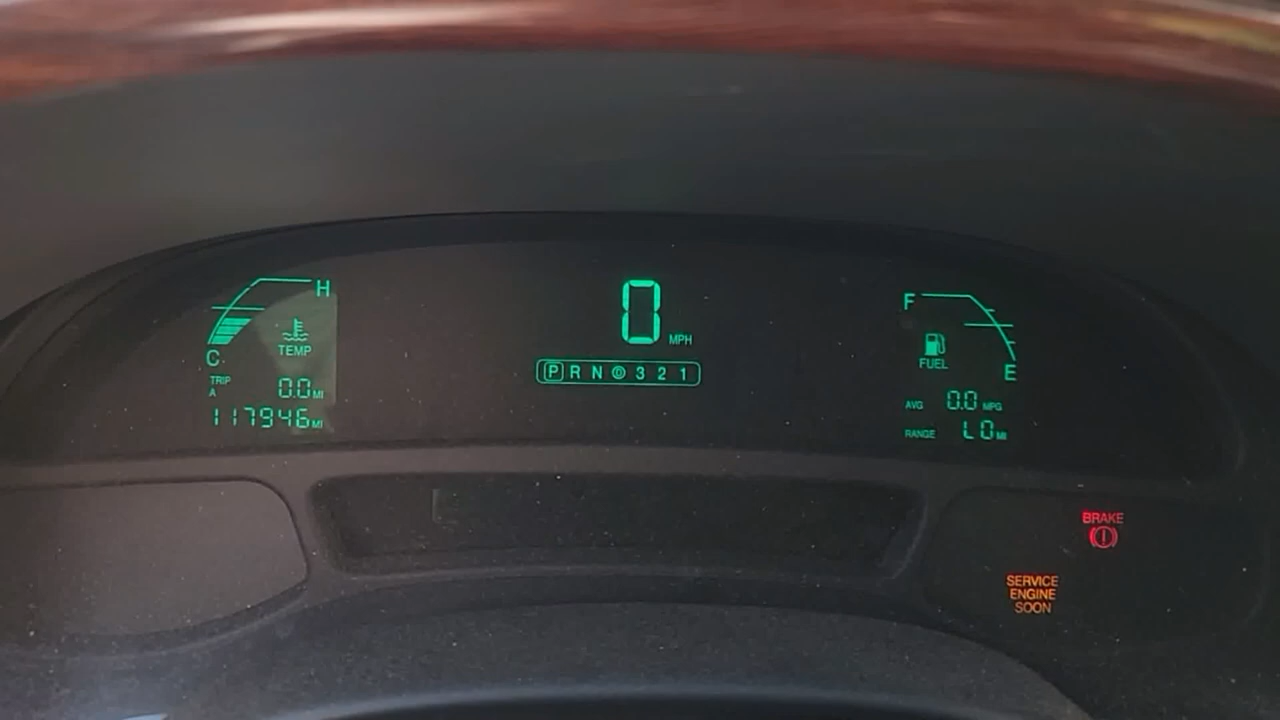 H
C
TEMP
TRIP
A 0.0 MI
117946 MI
0 MPH
P R N D 3 2 1
F
FUEL
E
AVG 0.0 MPG
RANGE LO MI
BRAKE
SERVICE
ENGINE
SOON